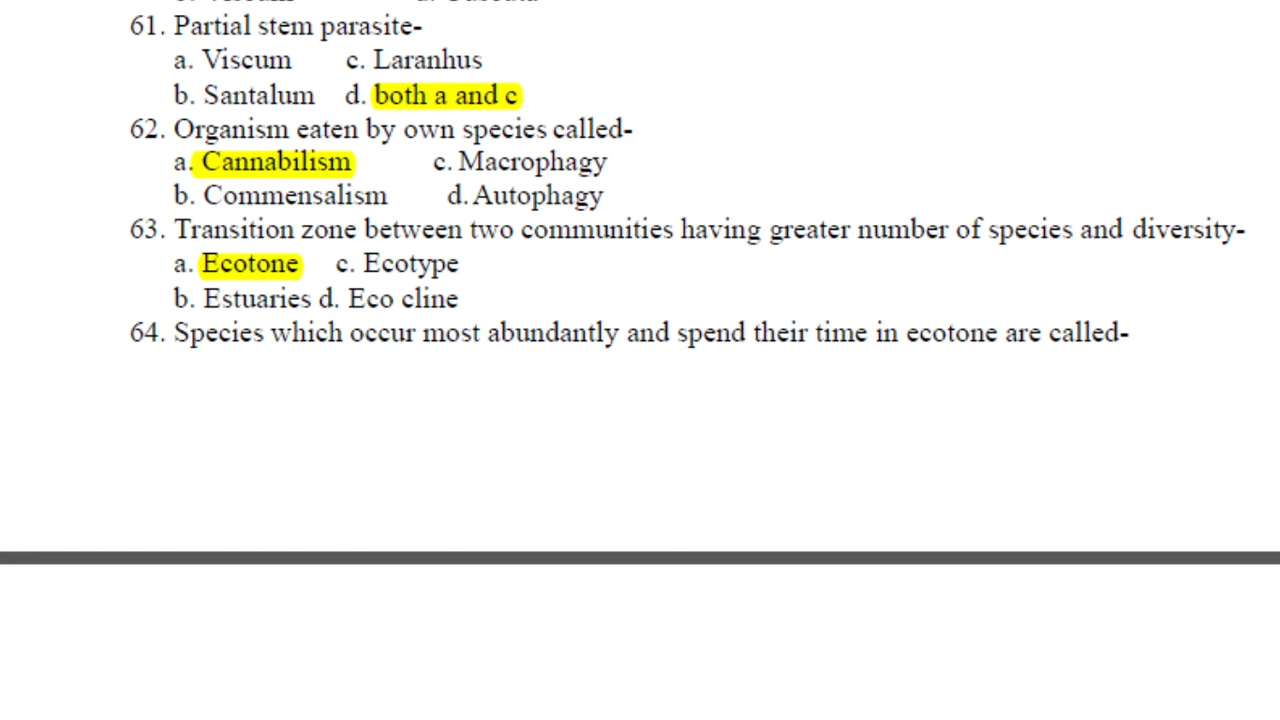 61. Partial stem parasite-
a. Viscum c. Laranhus
b. Santalum d. both a and c
62. Organism eaten by own species called-
a. Cannabilism c. Macrophagy
b. Commensalism d. Autophagy
63. Transition zone between two communities having greater number of species and diversity-
a. Ecotone c. Ecotype
b. Estuaries d. Eco cline
64. Species which occur most abundantly and spend their time in ecotone are called-